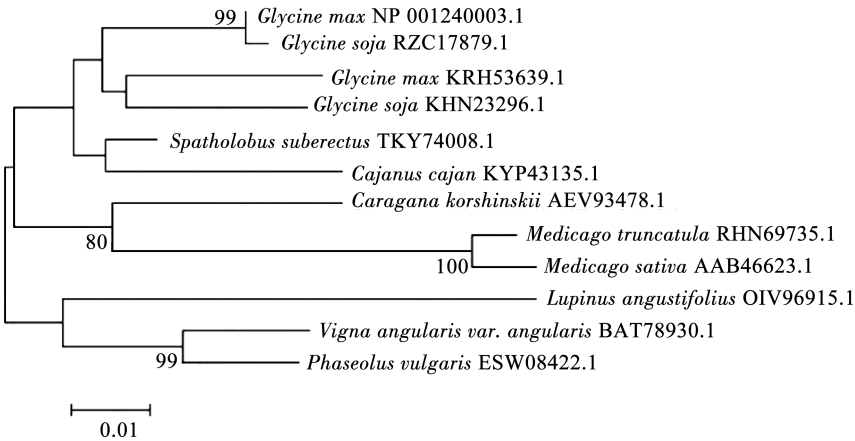 99 Glycine max NP 001240003.1
Glycine soja RZC17879.1
Glycine max KRH53639.1
Glycine soja KHN23296.1
Spatholobus suberectus TKY74008.1
Cajanus cajan KYP43135.1
Caragana korshinskii AEV93478.1
Medicago truncatula RHN69735.1
80
100
Medicago sativa AAB46623.1
Lupinus angustifolius OIV96915.1
Vigna angularis var. angularis BAT78930.1
99
Phaseolus vulgaris ESW08422.1
0.01